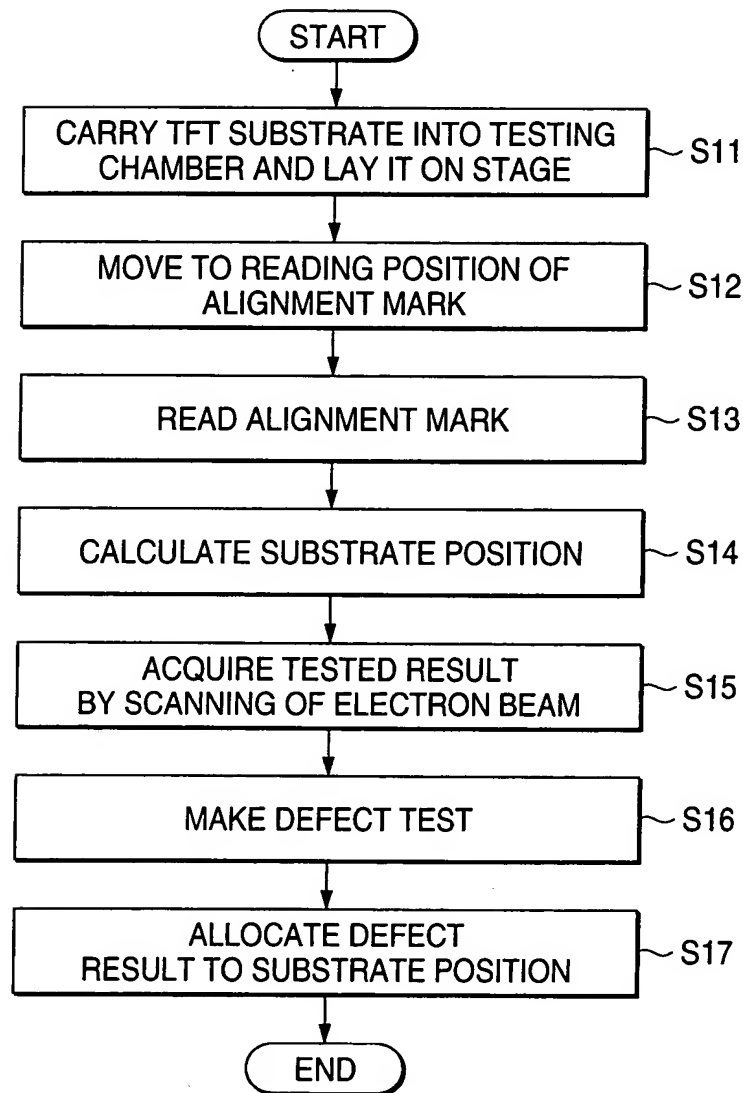 START
CARRY TFT SUBSTRATE INTO TESTING
CHAMBER AND LAY IT ON STAGE
S11
MOVE TO READING POSITION OF
ALIGNMENT MARK
S12
READ ALIGNMENT MARK
S13
CALCULATE SUBSTRATE POSITION
S14
ACQUIRE TESTED RESULT
BY SCANNING OF ELECTRON BEAM
S15
MAKE DEFECT TEST
S16
ALLOCATE DEFECT
RESULT TO SUBSTRATE POSITION
S17
END